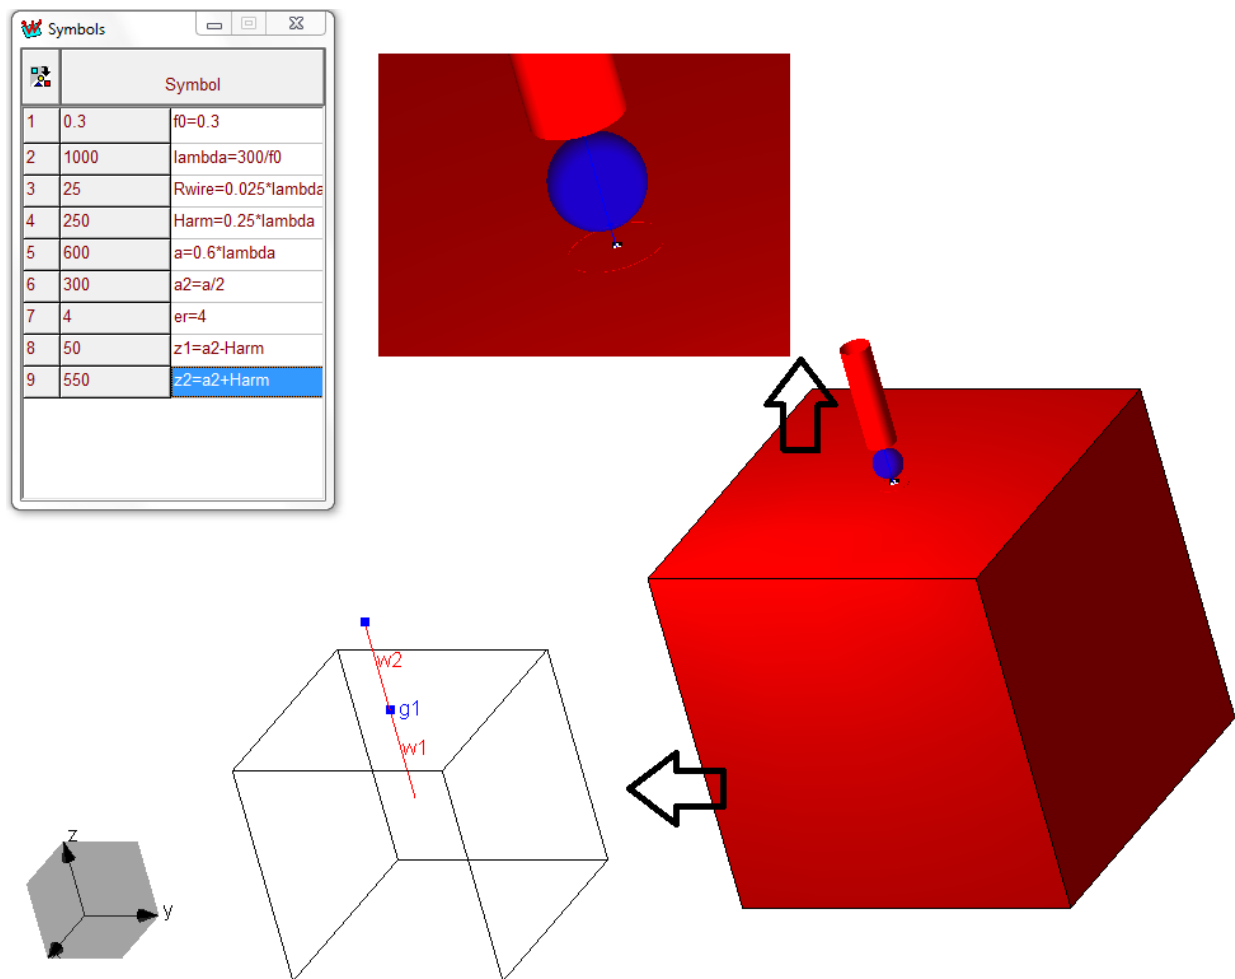 Symbols
Symbol
1 0.3 f0=0.3
2 1000 lambda=300/f0
3 25 Rwire=0.025*lambda
4 250 Harm=0.25*lambda
5 600 a=0.6*lambda
6 300 a2=a/2
7 4 er=4
8 50 z1=a2-Harm
9 550 z2=a2+Harm
w2
g1
w1
z
y